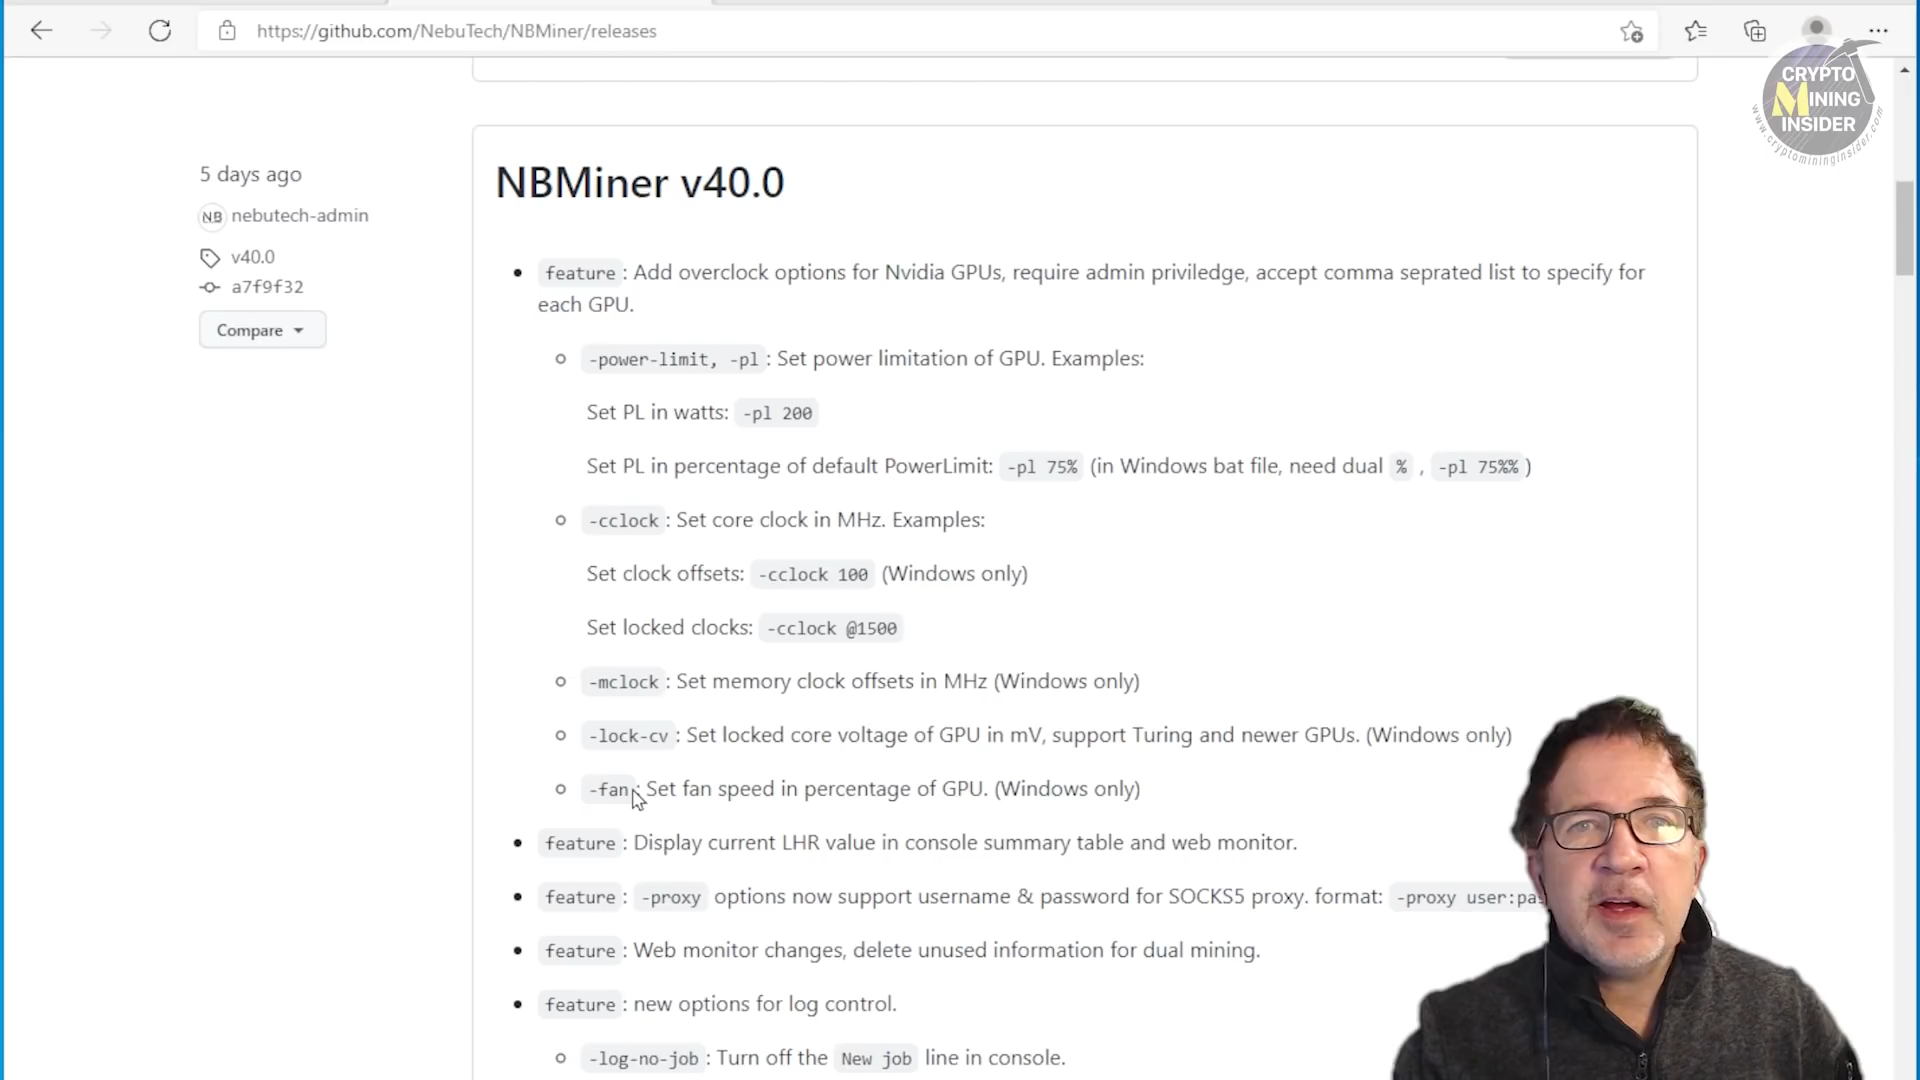 https://github.com/NebuTech/NBMiner/releases
CRYPTO
MINING
INSIDER
www.cryptomininginsider.com
5 days ago
NB nebutech-admin
v40.0
a7f9f32
Compare
NBMiner v40.0
feature : Add overclock options for Nvidia GPUs, require admin priviledge, accept comma seprated list to specify for
each GPU.
-power-limit, -pl : Set power limitation of GPU. Examples:
Set PL in watts: -pl 200
Set PL in percentage of default PowerLimit: -pl 75% (in Windows bat file, need dual % , -pl 75%% )
-cclock : Set core clock in MHz. Examples:
Set clock offsets: -cclock 100 (Windows only)
Set locked clocks: -cclock @1500
-mclock : Set memory clock offsets in MHz (Windows only)
-lock-cv : Set locked core voltage of GPU in mV, support Turing and newer GPUs. (Windows only)
-fan : Set fan speed in percentage of GPU. (Windows only)
feature : Display current LHR value in console summary table and web monitor.
feature : -proxy options now support username & password for SOCKS5 proxy. format: -proxy user:pa
feature : Web monitor changes, delete unused information for dual mining.
feature : new options for log control.
-log-no-job : Turn off the New job line in console.